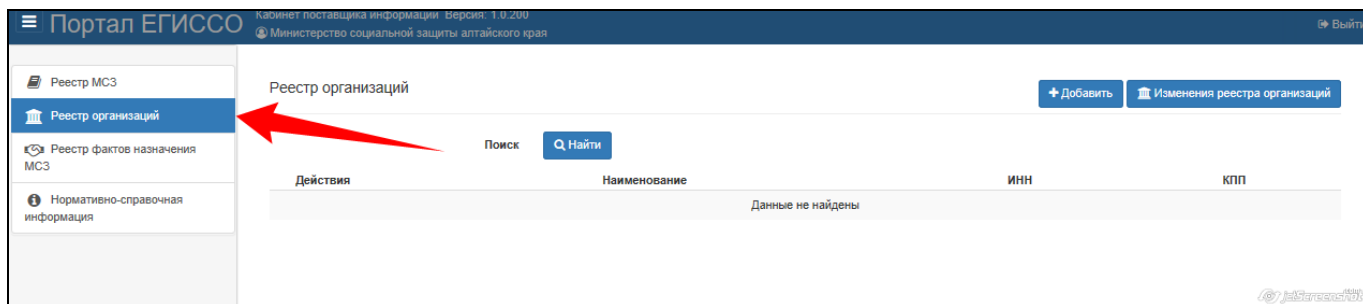 Портал ЕГИССО
Кабинет поставщика информации Версия: 1.0.200
Министерство социальной защиты алтайского края
Выйти
Реестр МСЗ
Реестр организаций
Реестр фактов назначения
МСЗ
Нормативно-справочная
информация
Реестр организаций
Добавить
Изменения реестра организаций
Поиск
Найти
Действия Наименование ИНН КПП
Данные не найдены